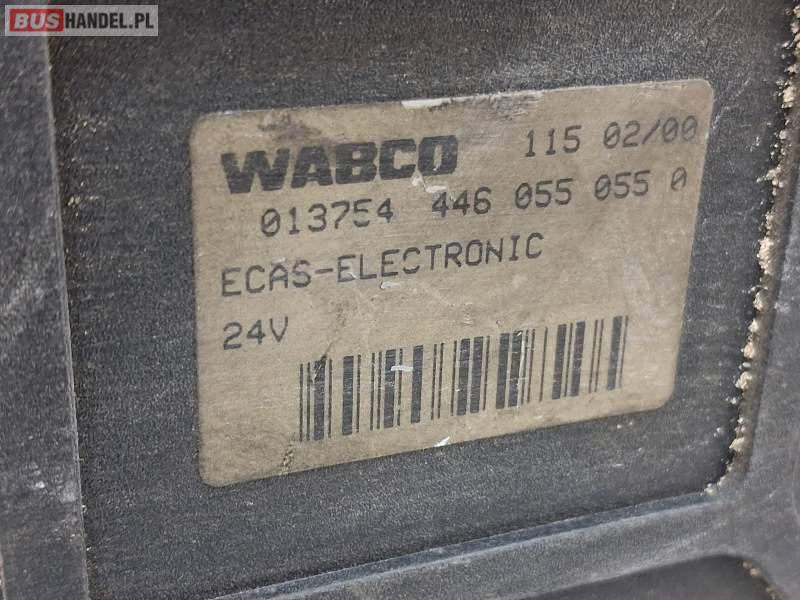 BUSHANDEL.PL
WABCO 115 02/00
013754 446 055 055 0
ECAS-ELECTRONIC
24V